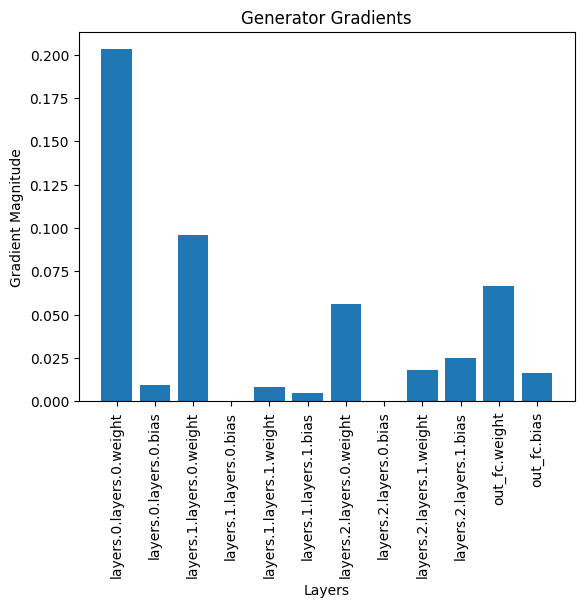 Generator Gradients
Gradient Magnitude
0.200
0.175
0.150
0.125
0.100
0.075
0.050
0.025
0.000
layers.0.layers.0.weight
layers.0.layers.0.bias
layers.1.layers.0.weight
layers.1.layers.0.bias
layers.1.layers.1.weight
layers.1.layers.1.bias
layers.2.layers.0.weight
layers.2.layers.0.bias
layers.2.layers.1.weight
layers.2.layers.1.bias
out_fc.weight
out_fc.bias
Layers